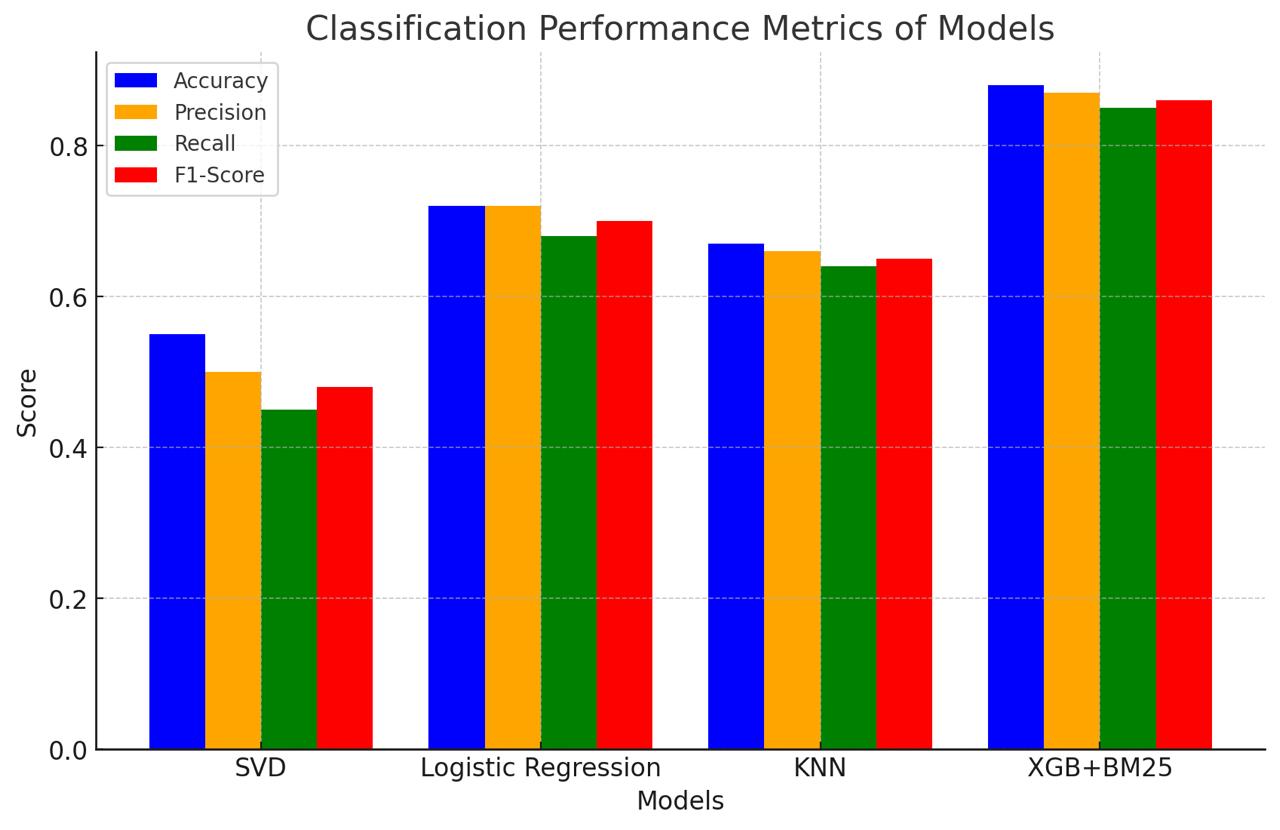 Classification Performance Metrics of Models
Accuracy
Precision
Recall
F1-Score
0.8
0.6
0.4
0.2
0.0
Score
SVD
Logistic Regression
KNN
XGB+BM25
Models